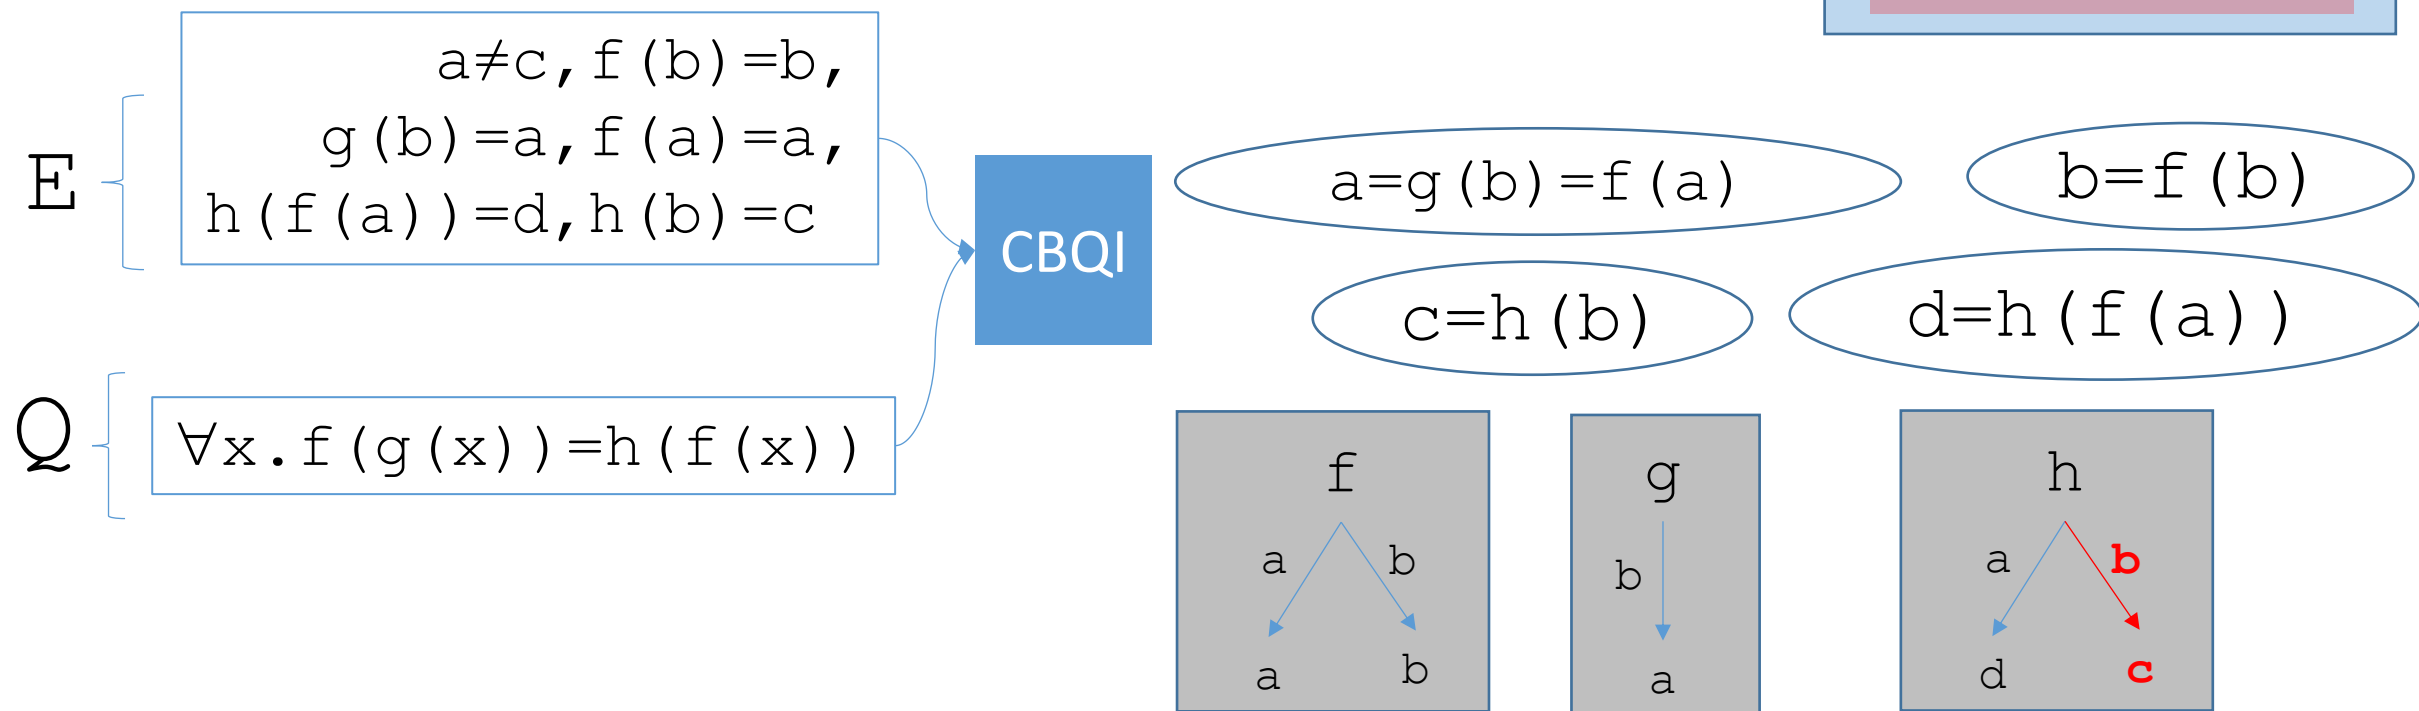 E
a≠c,f(b)=b,
g(b)=a,f(a)=a,
h(f(a))=d,h(b)=c
Q
∀x.f(g(x))=h(f(x))
CBQI
a=g(b)=f(a)
b=f(b)
c=h(b)
d=h(f(a))
f
a b
a b
g
b
a
h
a b
d c